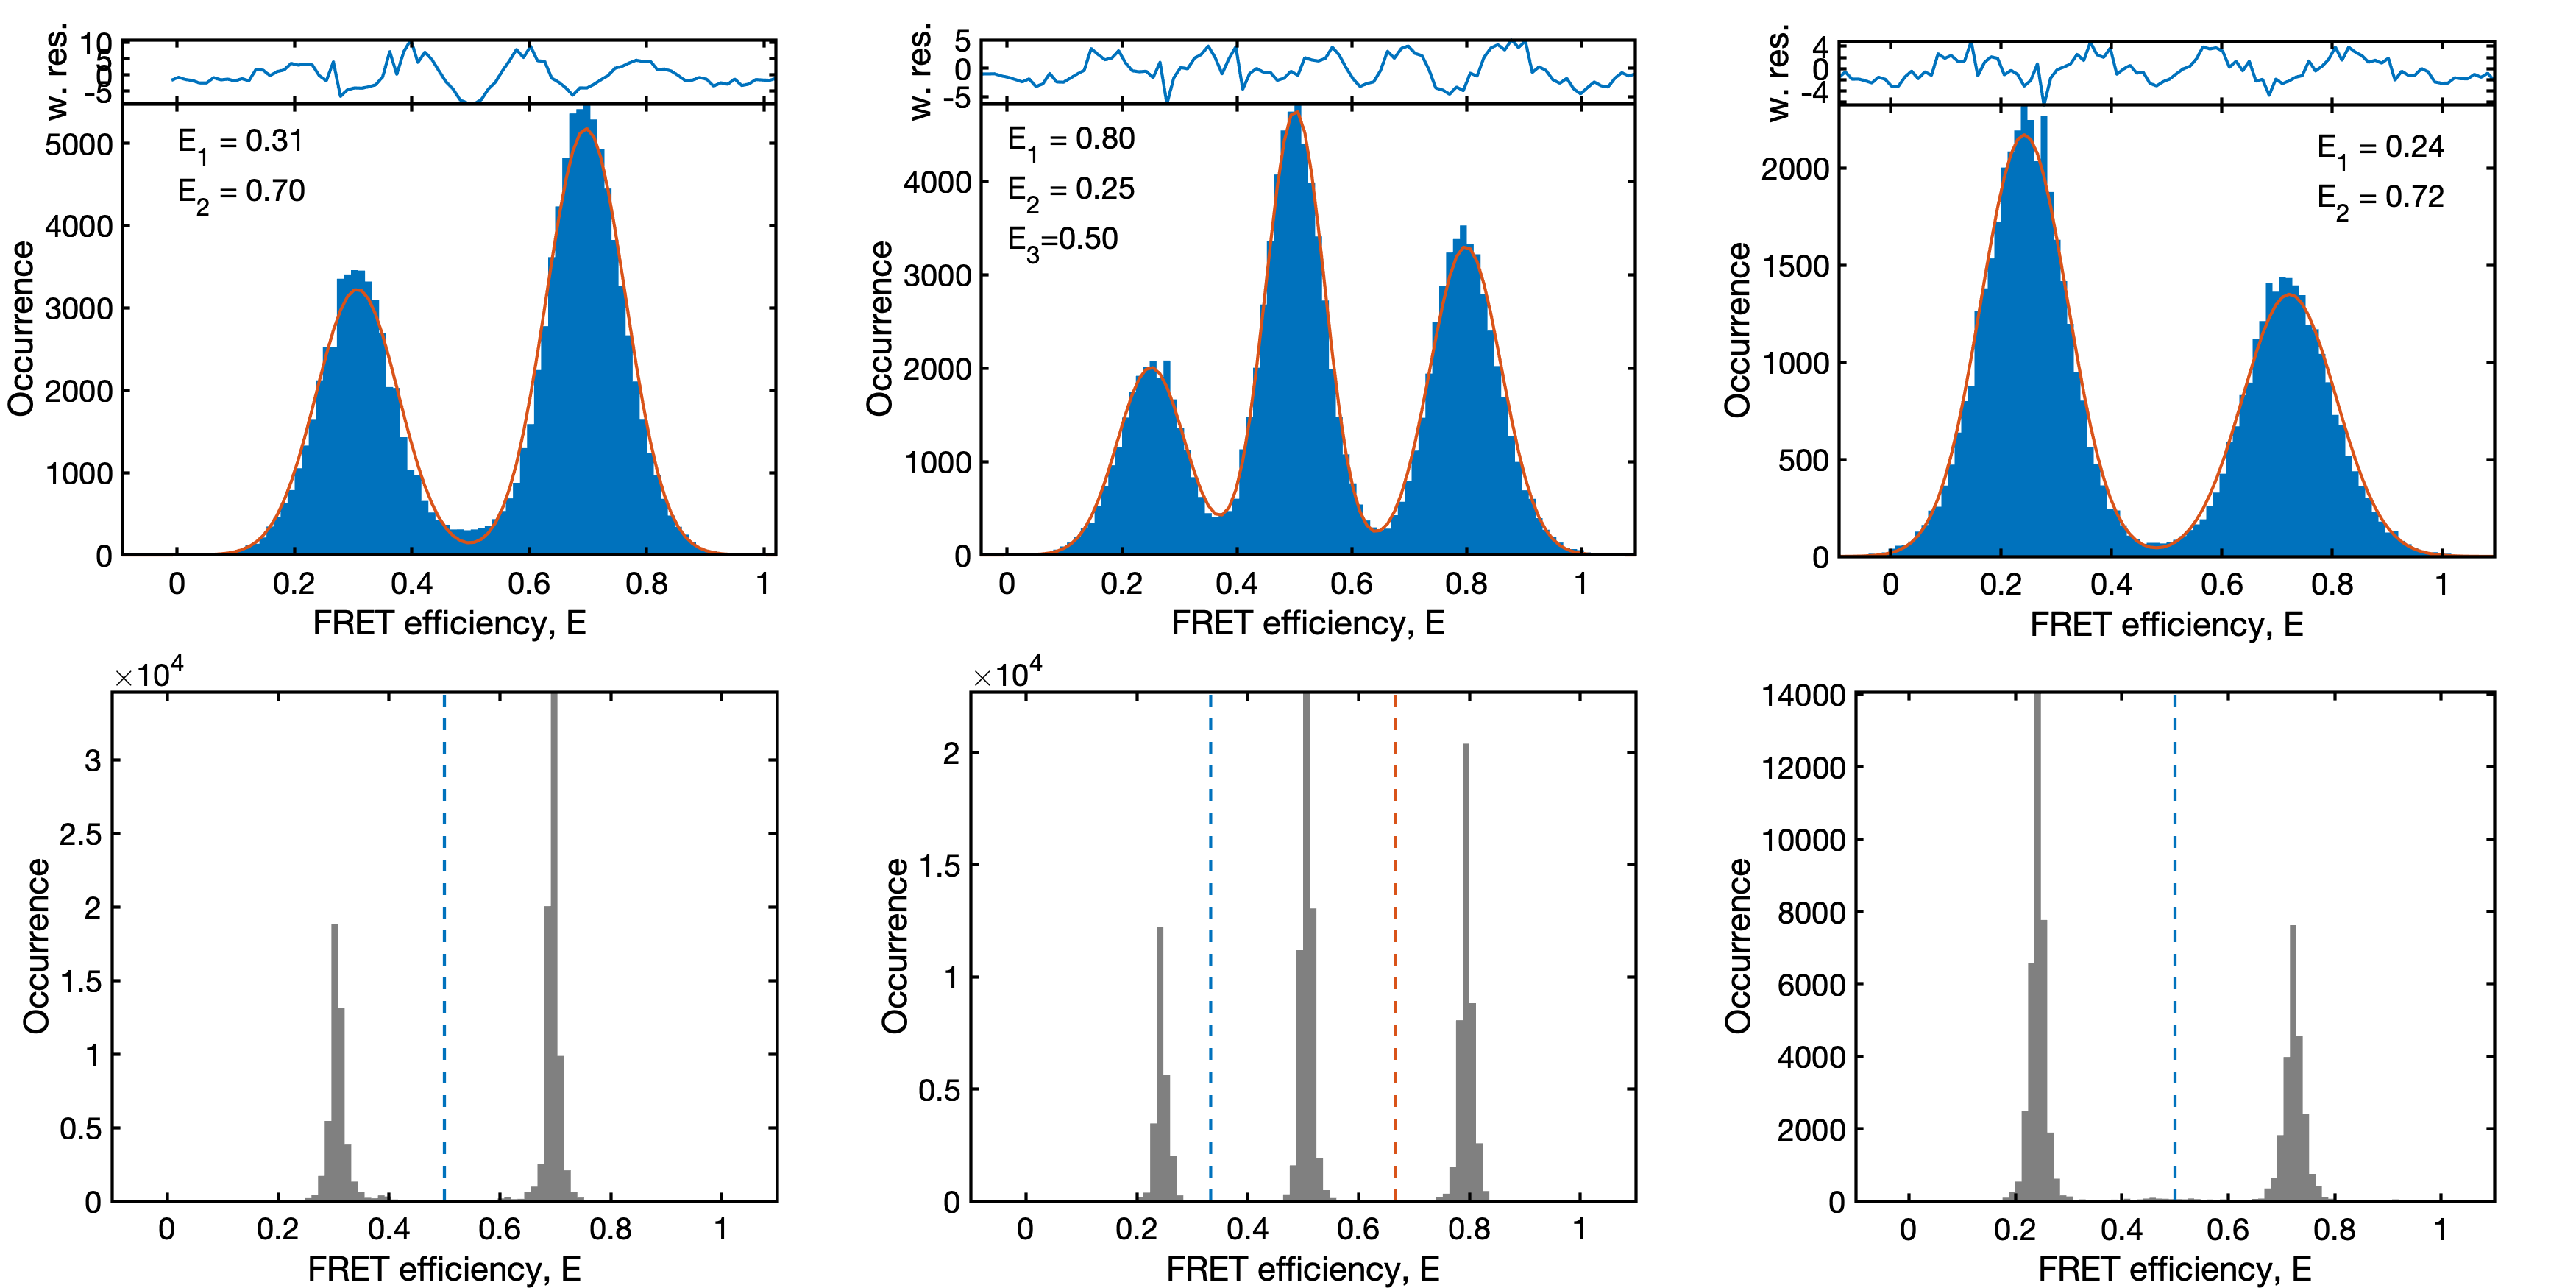 w. res.
10
5
0
-5
Occurrence
5000
4000
3000
2000
1000
0
E1 = 0.31
E2 = 0.70
0 0.2 0.4 0.6 0.8 1
FRET efficiency, E
w. res.
5
0
-5
Occurrence
4000
3000
2000
1000
0
E1 = 0.80
E2 = 0.25
E3=0.50
0 0.2 0.4 0.6 0.8 1
FRET efficiency, E
w. res.
4
0
-4
Occurrence
2000
1500
1000
500
0
E1 = 0.24
E2 = 0.72
0 0.2 0.4 0.6 0.8 1
FRET efficiency, E
×10^4
Occurrence
3
2.5
2
1.5
1
0.5
0
0 0.2 0.4 0.6 0.8 1
FRET efficiency, E
×10^4
Occurrence
2
1.5
1
0.5
0
0 0.2 0.4 0.6 0.8 1
FRET efficiency, E
Occurrence
14000
12000
10000
8000
6000
4000
2000
0
0 0.2 0.4 0.6 0.8 1
FRET efficiency, E